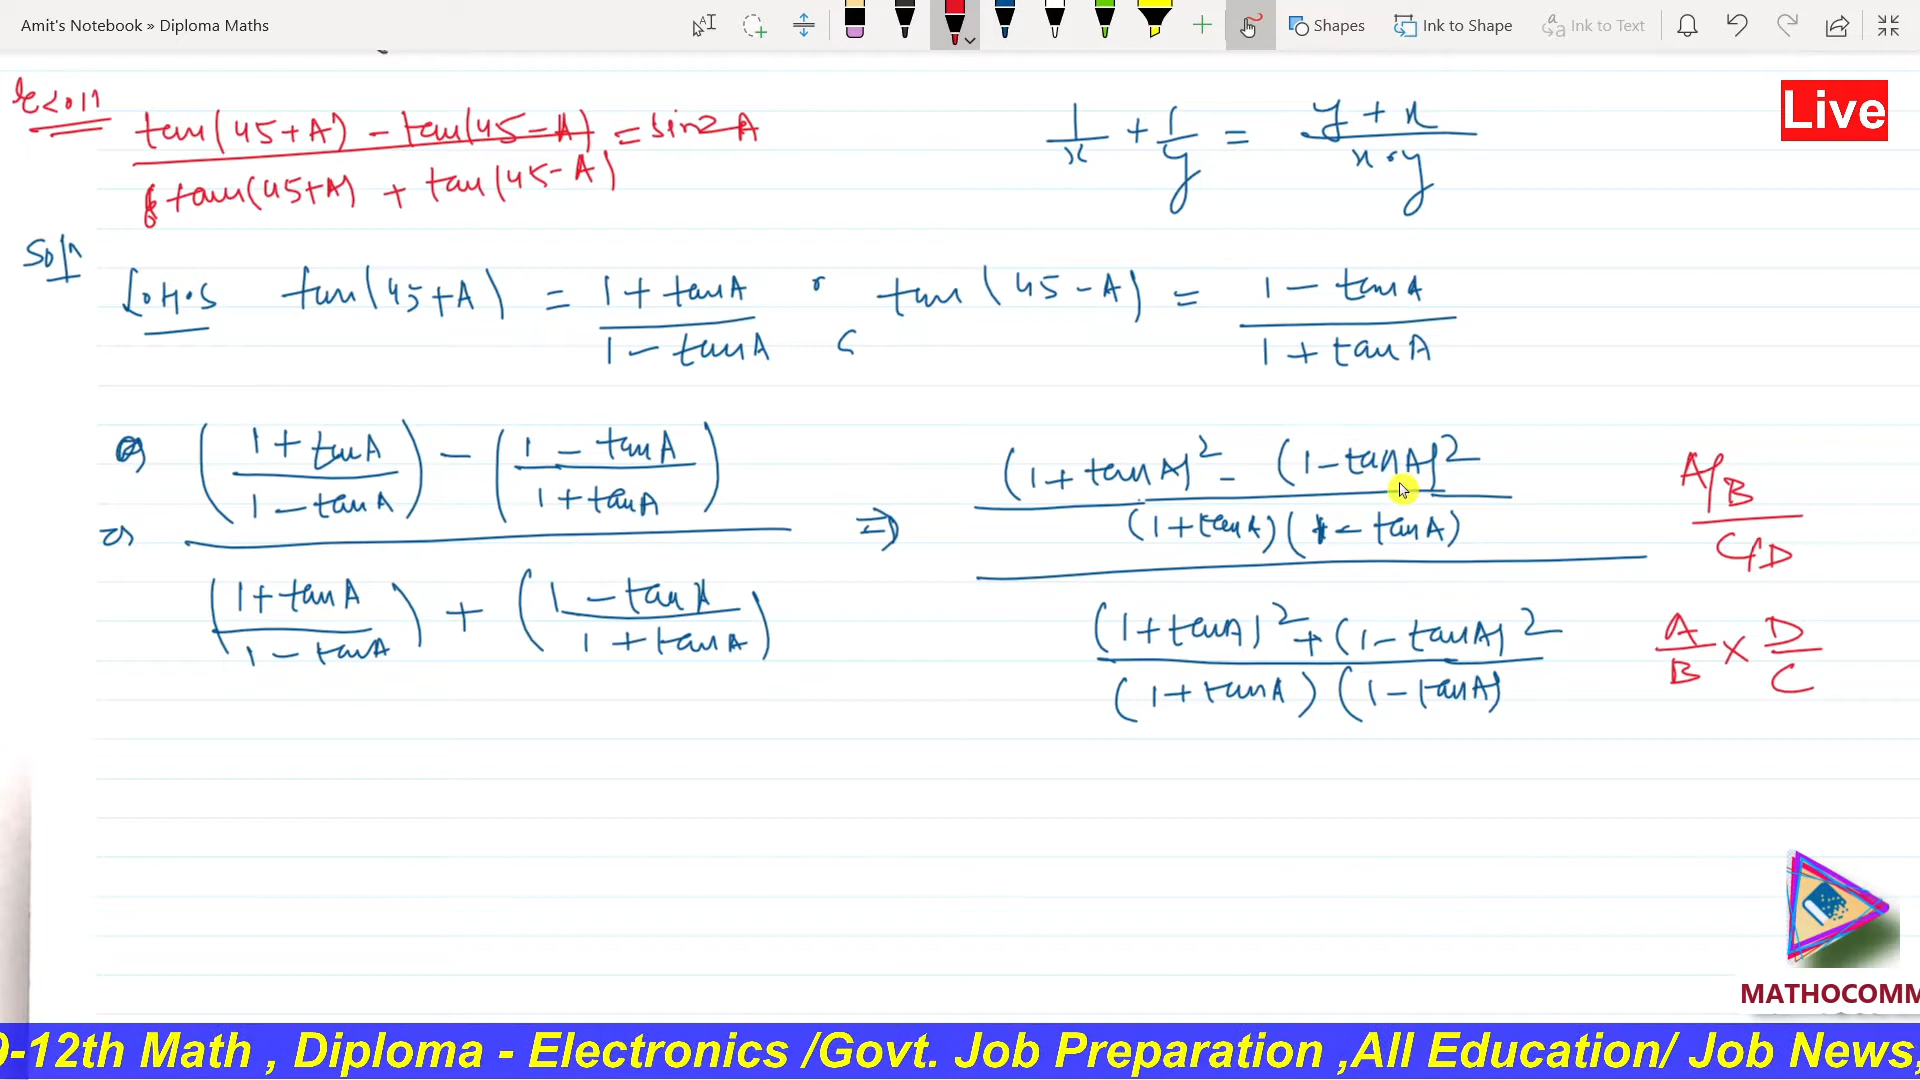 Amit's Notebook » Diploma Maths
Shapes
Ink to Shape
Ink to Text
Live
tan(45+A) - tan(45-A) = sin2A
tan(45+A) + tan(45-A)
1/x + 1/y = y+x / x.y
Soln
L.H.S tan(45+A) = 1+tanA / 1-tanA , tan(45-A) = 1-tanA / 1+tanA
(1+tanA / 1-tanA) - (1-tanA / 1+tanA)
(1+tanA / 1-tanA) + (1-tanA / 1+tanA)
⇒ (1+tanA)² - (1-tanA)²
(1+tanA)(1-tanA)
(1+tanA)² + (1-tanA)²
(1+tanA)(1-tanA)
A/B
C/D
A/B × D/C
MATHOCOMM
0-12th Math , Diploma - Electronics /Govt. Job Preparation ,All Education/ Job News,